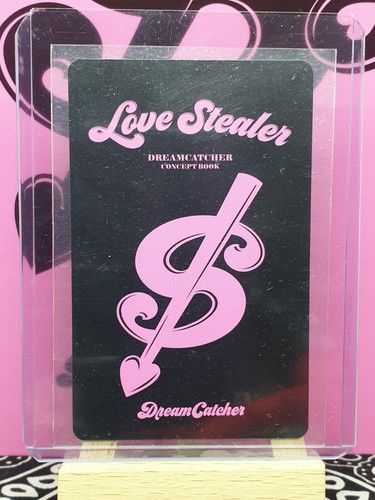 Love Stealer
DREAMCATCHER
CONCEPT BOOK
DreamCatcher